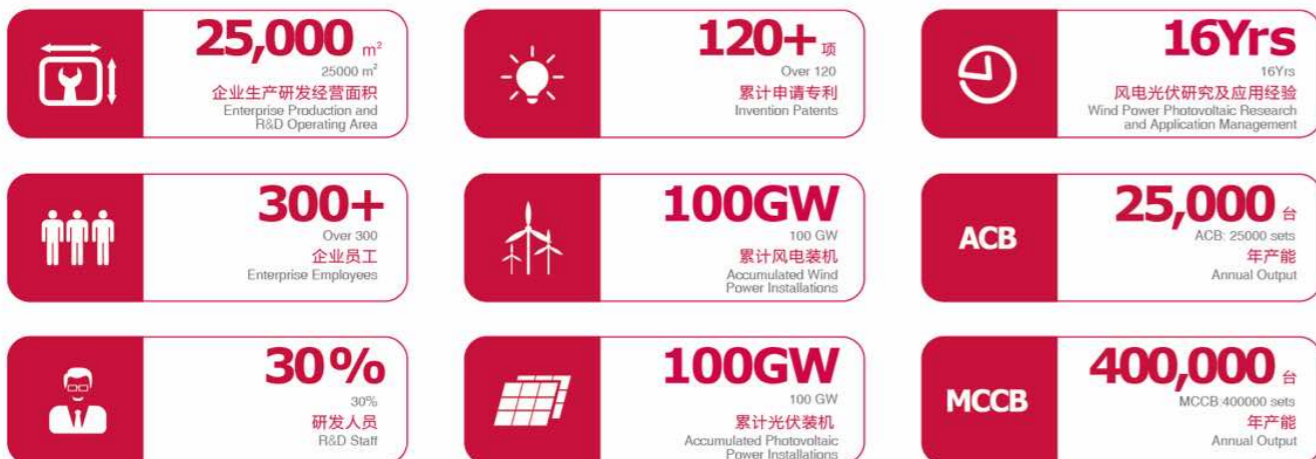 25,000 m²
25000 m²
企业生产研发经营面积
Enterprise Production and
R&D Operating Area
120+ 项
Over 120
累计申请专利
Invention Patents
16Yrs
16Yrs
风电光伏研究及应用经验
Wind Power Photovoltaic Research
and Application Management
300+
Over 300
企业员工
Enterprise Employees
100GW
100 GW
累计风电装机
Accumulated Wind
Power Installations
ACB
25,000 台
ACB: 25000 sets
年产能
Annual Output
30%
30%
研发人员
R&D Staff
100GW
100 GW
累计光伏装机
Accumulated Photovoltaic
Power Installations
MCCB
400,000 台
MCCB:400000 sets
年产能
Annual Output